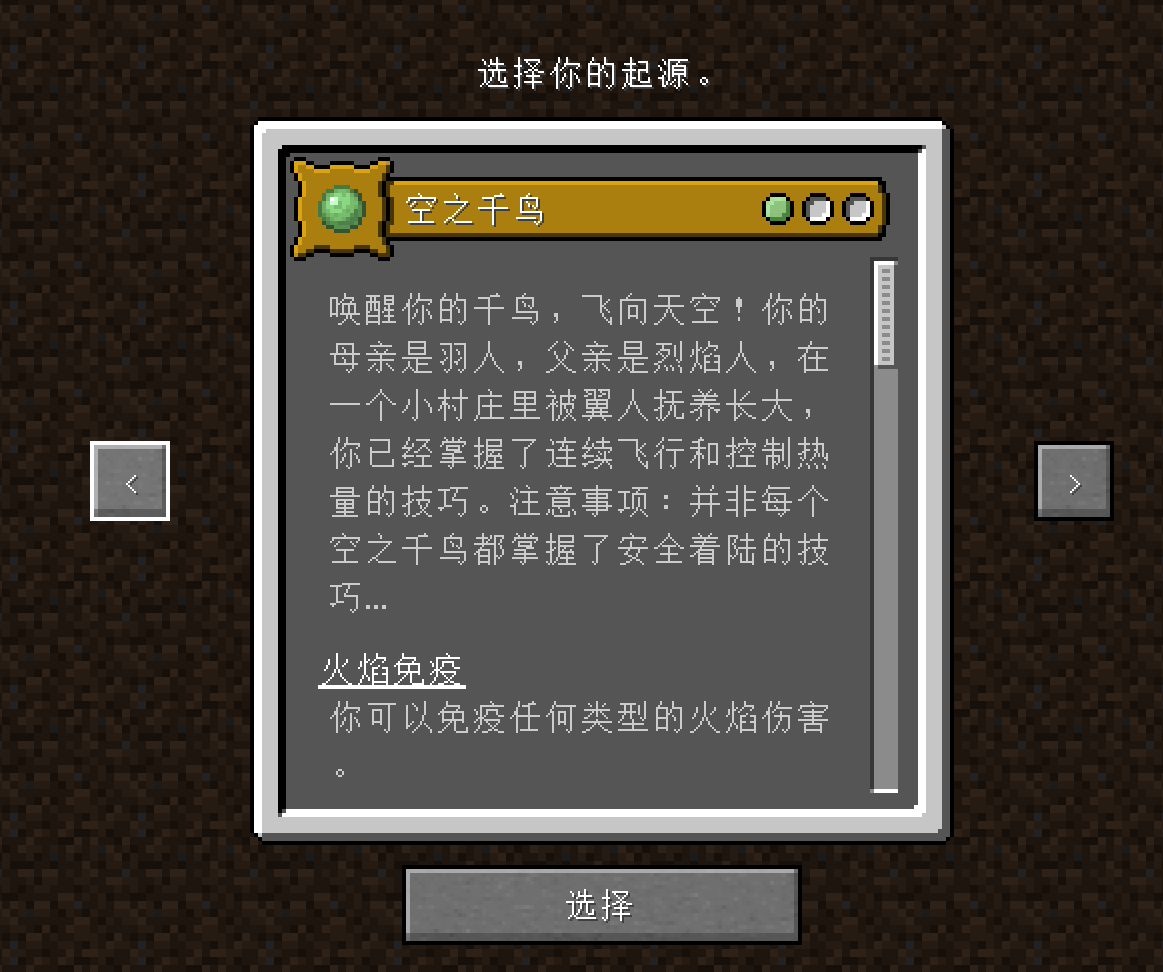 选择你的起源。
空之千鸟
唤醒你的千鸟，飞向天空！你的
母亲是羽人，父亲是烈焰人，在
一个小村庄里被翼人抚养长大，
你已经掌握了连续飞行和控制热
量的技巧。注意事项：并非每个
空之千鸟都掌握了安全着陆的技
巧…
火焰免疫
你可以免疫任何类型的火焰伤害
。
<
>
选择